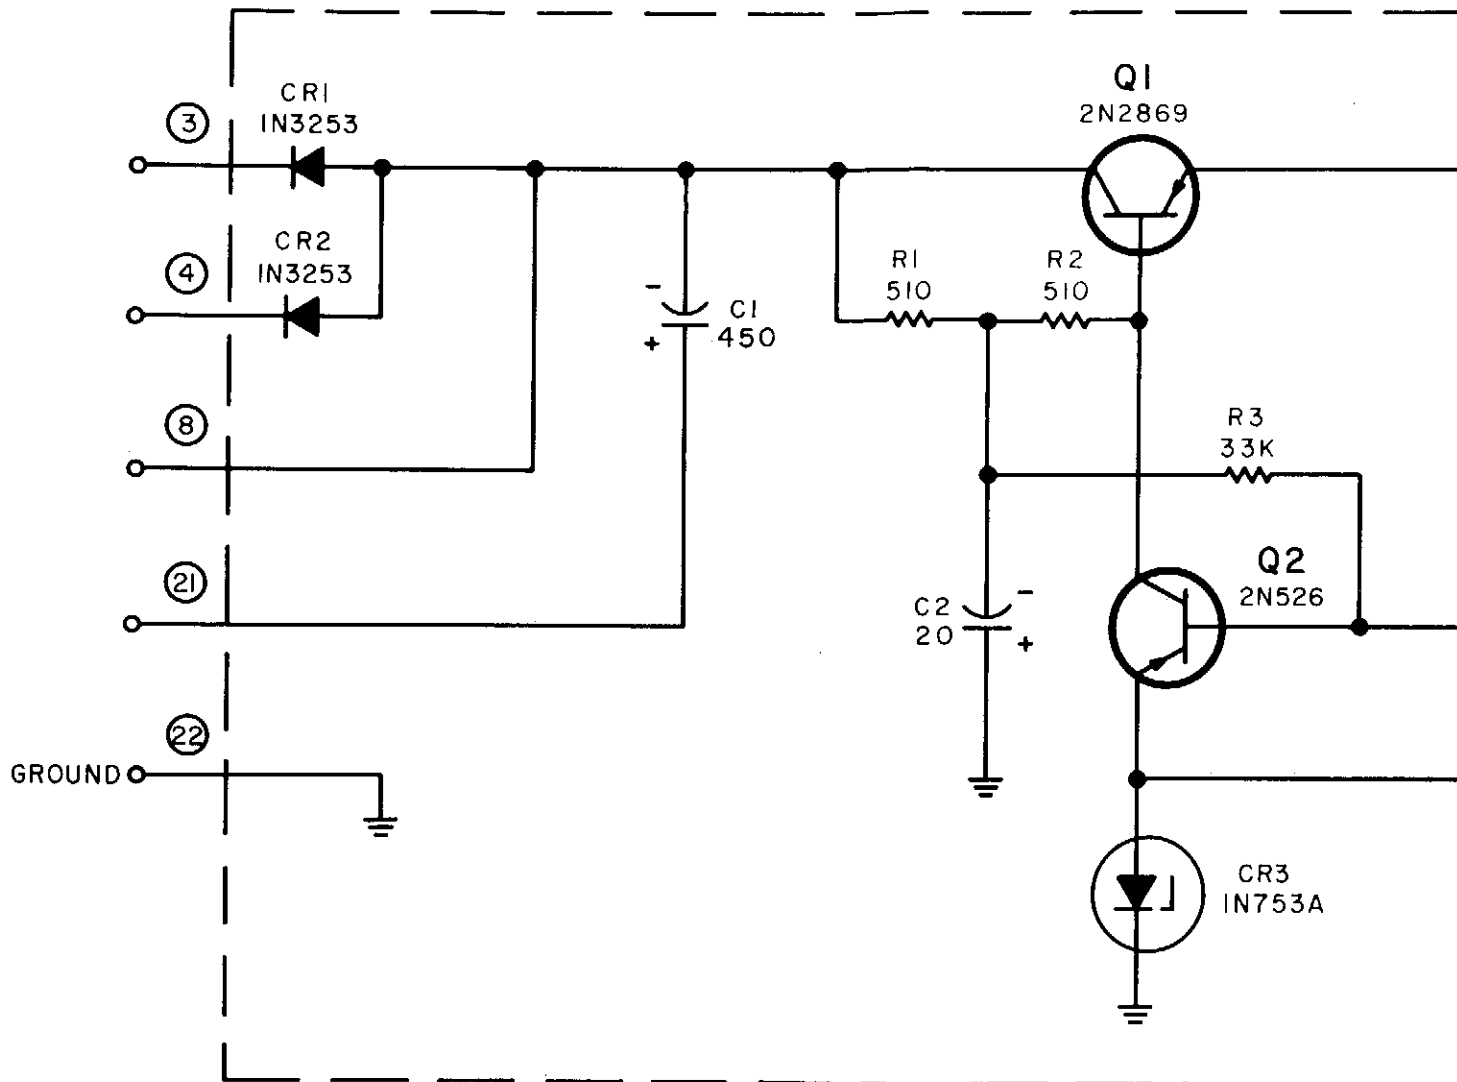 Q1
2N2869
CR1
1N3253
3
CR2
1N3253
4
R1
510
R2
510
-
+
C1
450
8
R3
33K
21
Q2
2N526
C2
20
-
+
22
GROUND
CR3
1N753A